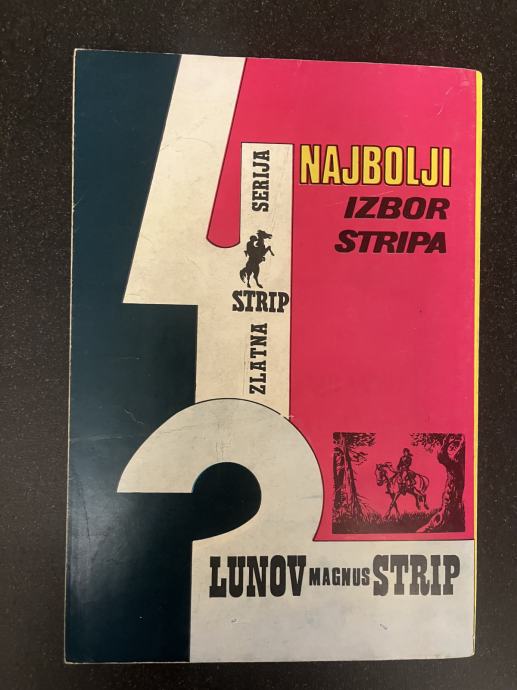 NAJBOLJI
IZBOR
STRIPA
ZLATNA
STRIP
SERIJA
LUNOV MAGNUS STRIP